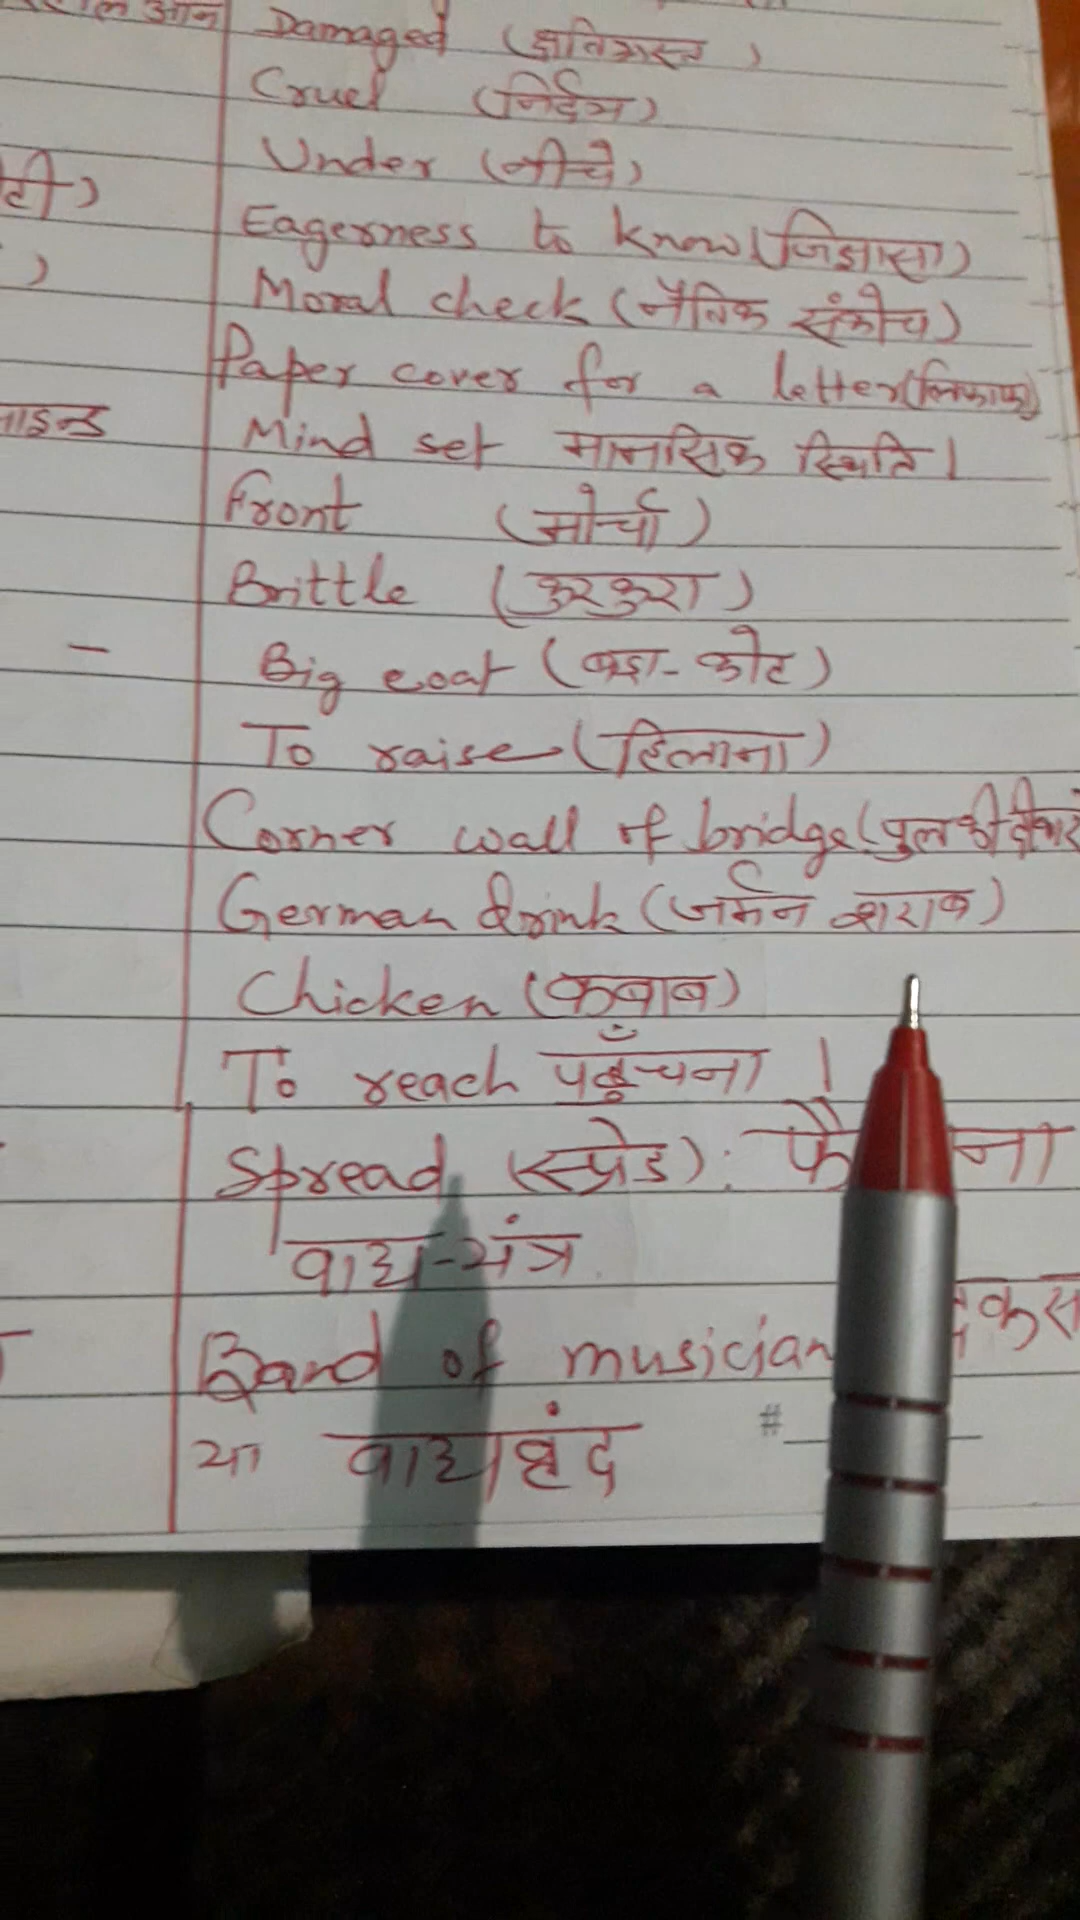 Damaged (क्षतिग्रस्त)
Cruel (निर्दय)
Under (नीचे)
टी)
Eagerness to know (जिज्ञासा)
)
Moral check (नैतिक संकोच)
Paper cover for a letter (लिफाफा)
Mind set मानसिक स्थिति।
Front (मोर्चा)
Brittle (कुरकुरा)
- Big coat (बड़ा-कोट)
To raise (हिलाना)
Corner wall of bridge (पुल की
German drink (जर्मन शराब)
Chicken (कबाब)
To reach पहुँचना।
Spread (स्प्रेड): फै ना
वाद्य-यंत्र
Band of musician
या वाद्यवृंद #